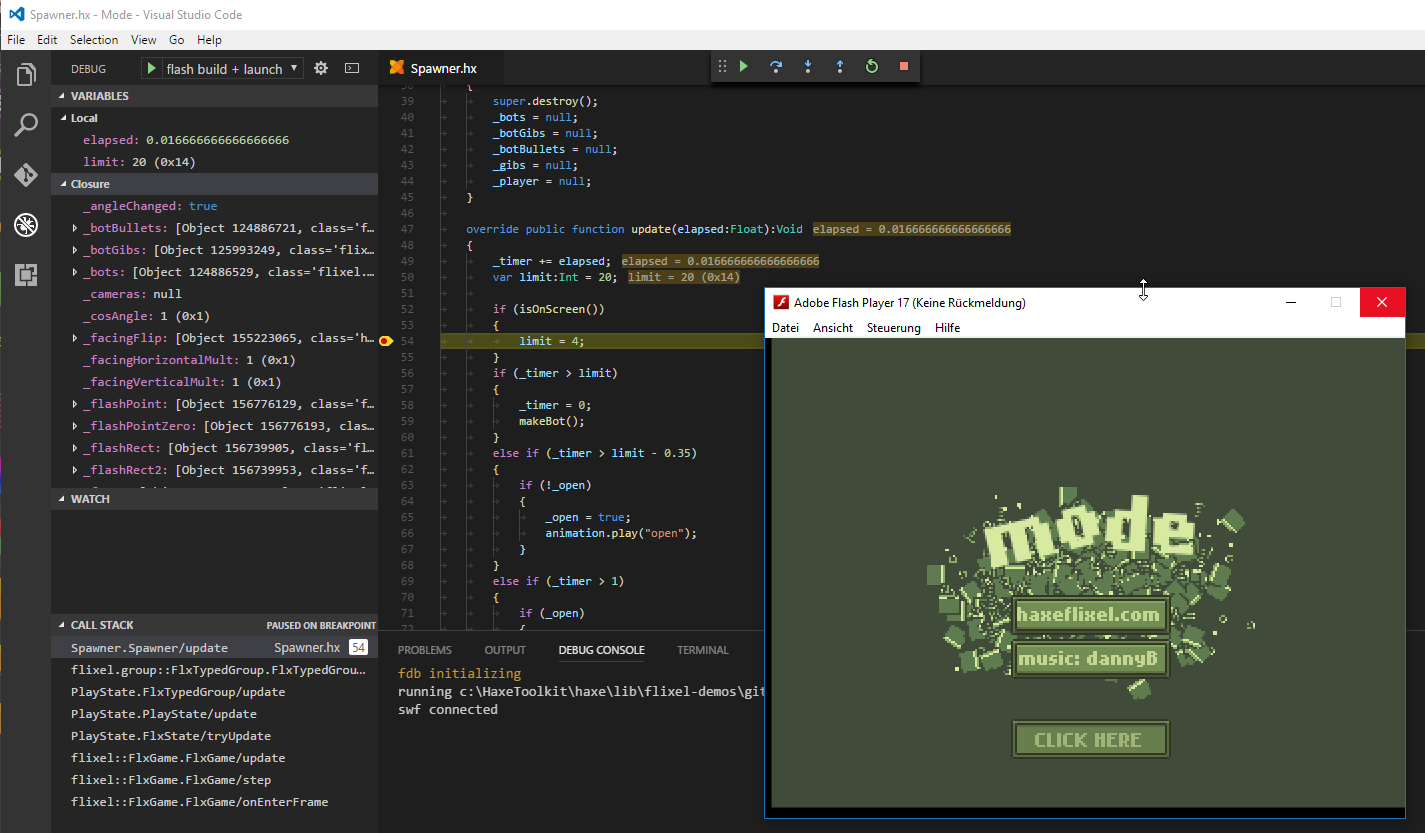 Spawner.hx - Mode - Visual Studio Code
File Edit Selection View Go Help
DEBUG flash build + launch
VARIABLES
Local
elapsed: 0.016666666666666666
limit: 20 (0x14)
Closure
_angleChanged: true
_botBullets: [Object 124886721, class='f…
_botGibs: [Object 125993249, class='flix…
_bots: [Object 124886529, class='flixel.…
_cameras: null
_cosAngle: 1 (0x1)
_facingFlip: [Object 155223065, class='h…
_facingHorizontalMult: 1 (0x1)
_facingVerticalMult: 1 (0x1)
_flashPoint: [Object 156776129, class='f…
_flashPointZero: [Object 156776193, clas…
_flashRect: [Object 156739905, class='fl…
_flashRect2: [Object 156739953, class='f…
WATCH
CALL STACK PAUSED ON BREAKPOINT
Spawner.Spawner/update Spawner.hx 54
flixel.group::FlxTypedGroup.FlxTypedGrou…
PlayState.FlxTypedGroup/update
PlayState.PlayState/update
PlayState.FlxState/tryUpdate
flixel::FlxGame.FlxGame/update
flixel::FlxGame.FlxGame/step
flixel::FlxGame.FlxGame/onEnterFrame
Spawner.hx
38 {
39 super.destroy();
40 _bots = null;
41 _botGibs = null;
42 _botBullets = null;
43 _gibs = null;
44 _player = null;
45 }
46
47 override public function update(elapsed:Float):Void elapsed = 0.016666666666666666
48 {
49 _timer += elapsed; elapsed = 0.016666666666666666
50 var limit:Int = 20; limit = 20 (0x14)
51
52 if (isOnScreen())
53 {
54 limit = 4;
55 }
56 if (_timer > limit)
57 {
58 _timer = 0;
59 makeBot();
60 }
61 else if (_timer > limit - 0.35)
62 {
63 if (!_open)
64 {
65 _open = true;
66 animation.play("open");
67 }
68 }
69 else if (_timer > 1)
70 {
71 if (_open)
72 {
PROBLEMS OUTPUT DEBUG CONSOLE TERMINAL
fdb initializing
running c:\HaxeToolkit\haxe\lib\flixel-demos\git
swf connected
Adobe Flash Player 17 (Keine Rückmeldung)
Datei Ansicht Steuerung Hilfe
mode
haxeflixel.com
music: dannyB
CLICK HERE